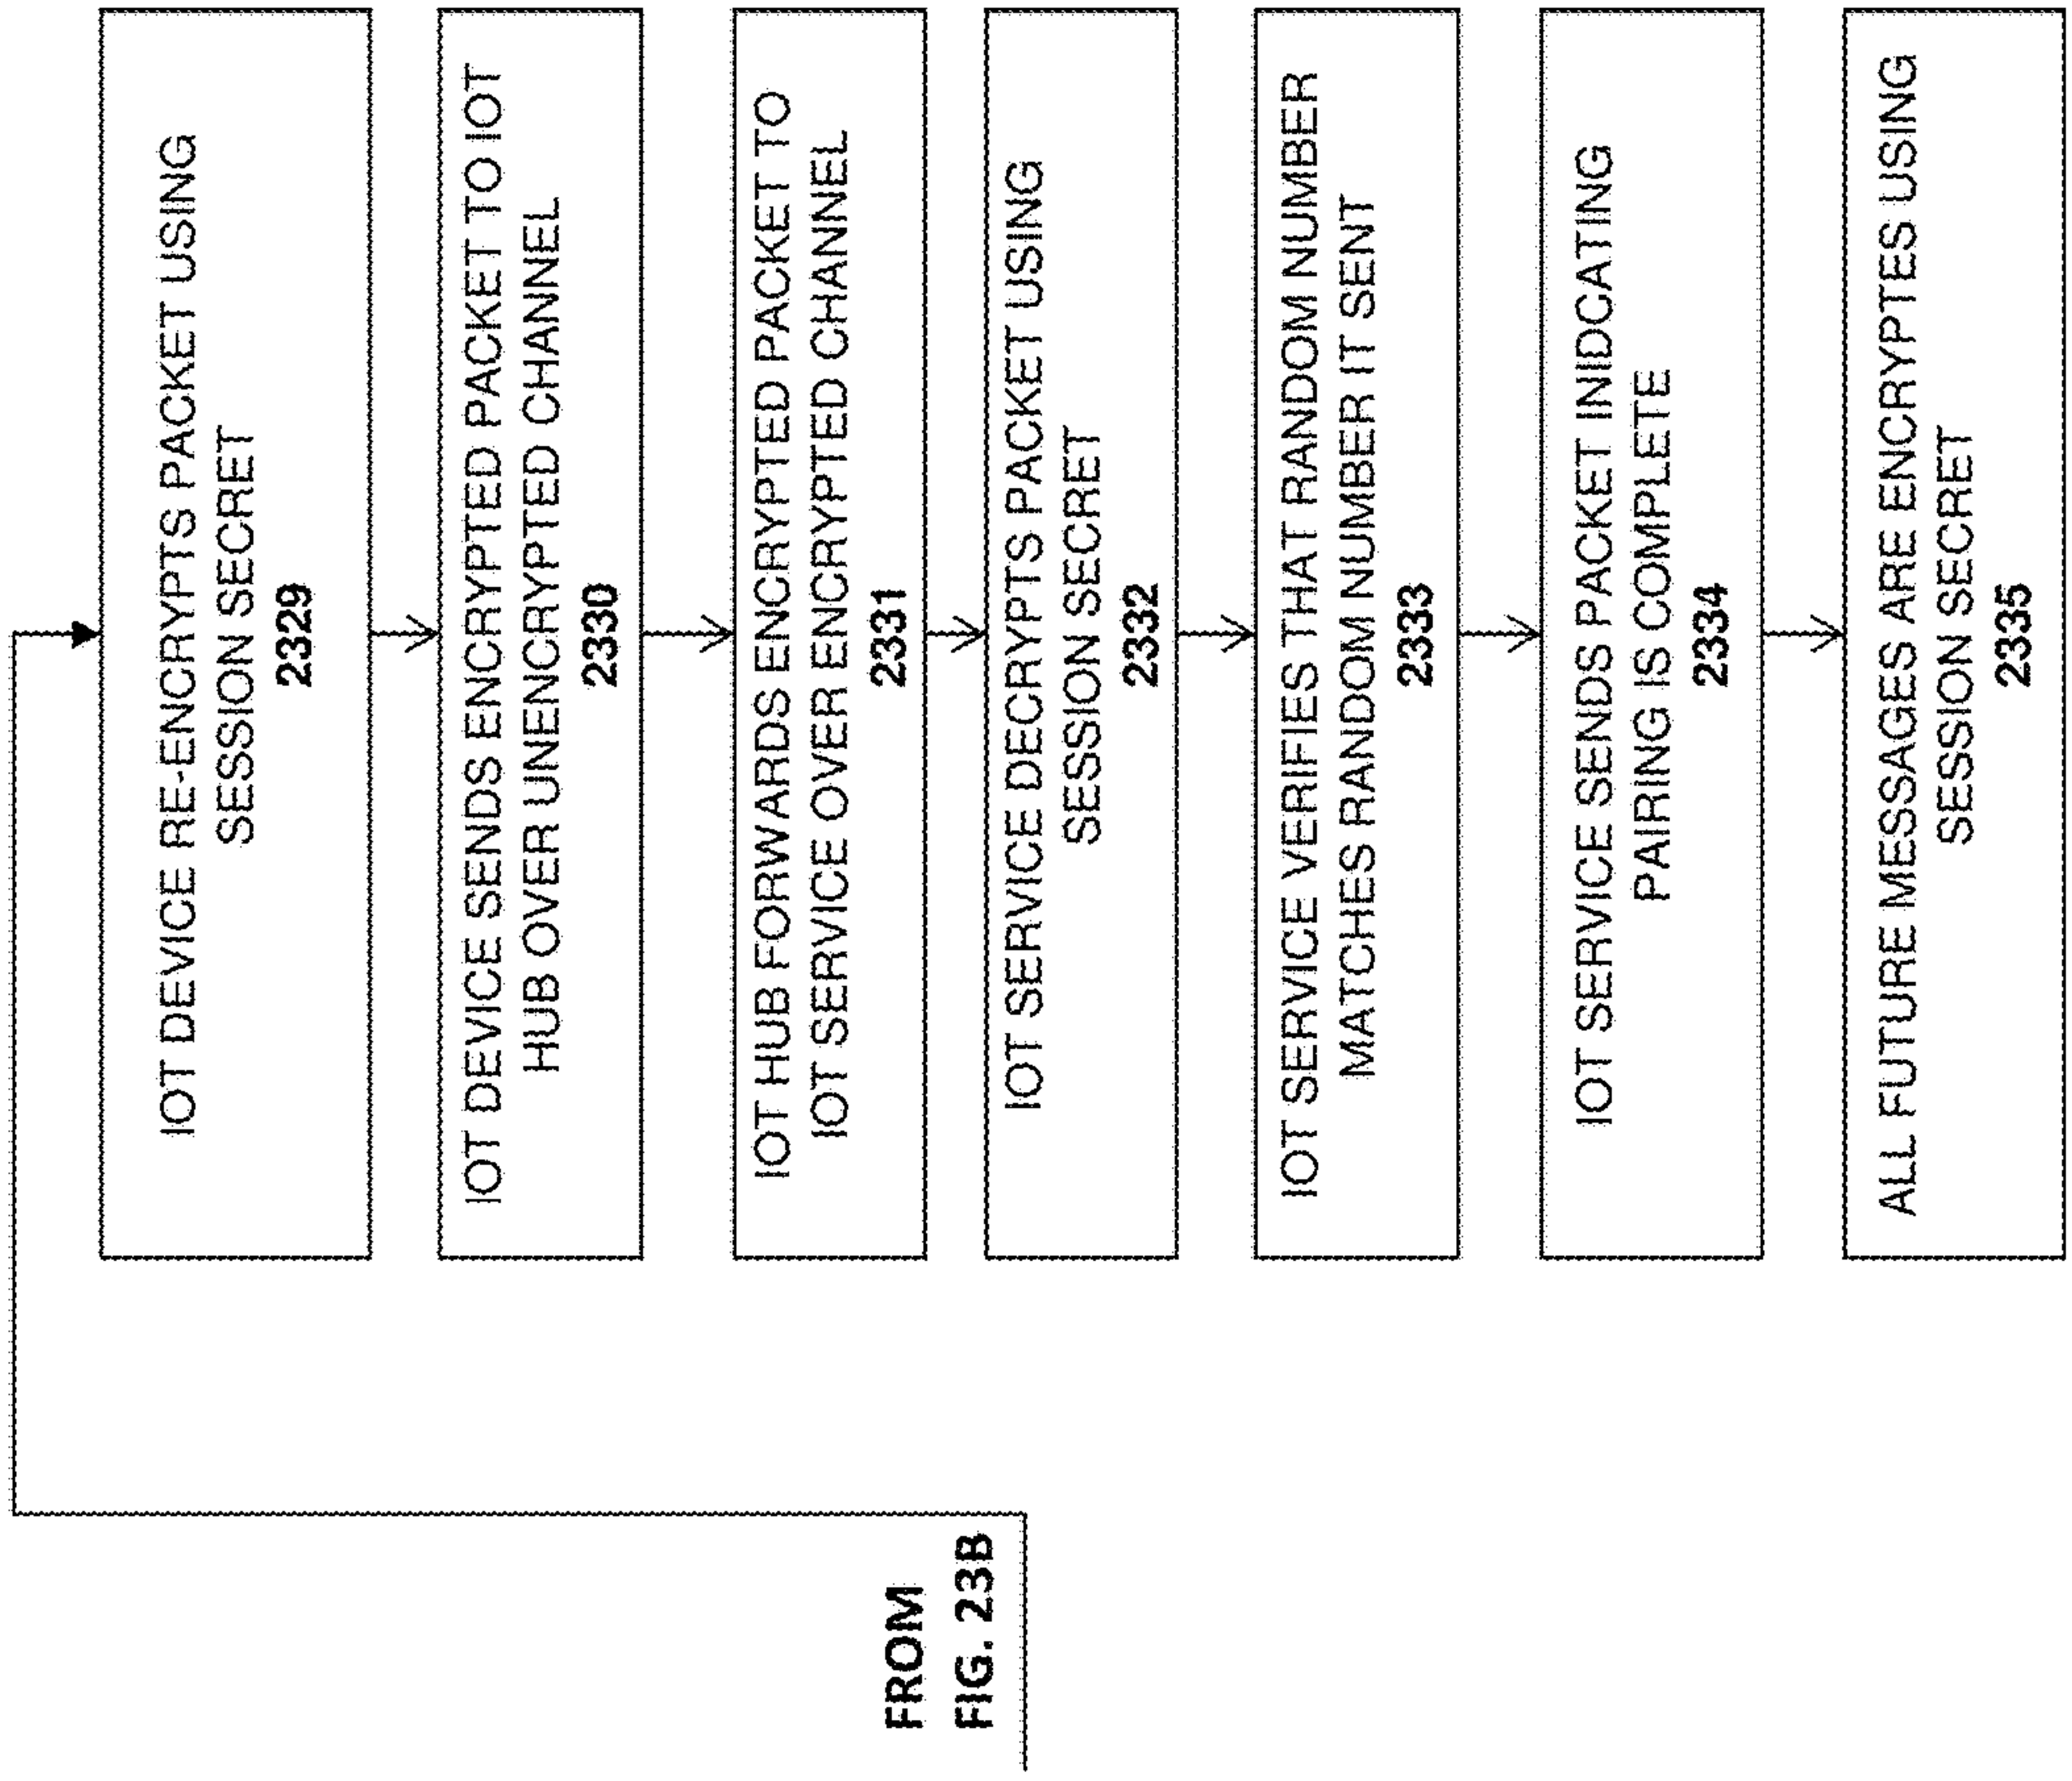 FROM
FIG. 23B
IOT DEVICE RE-ENCRYPTS PACKET USING
SESSION SECRET
2329
IOT DEVICE SENDS ENCRYPTED PACKET TO IOT
HUB OVER UNENCRYPTED CHANNEL
2330
IOT HUB FORWARDS ENCRYPTED PACKET TO
IOT SERVICE OVER ENCRYPTED CHANNEL
2331
IOT SERVICE DECRYPTS PACKET USING
SESSION SECRET
2332
IOT SERVICE VERIFIES THAT RANDOM NUMBER
MATCHES RANDOM NUMBER IT SENT
2333
IOT SERVICE SENDS PACKET INIDCATING
PAIRING IS COMPLETE
2334
ALL FUTURE MESSAGES ARE ENCRYPTES USING
SESSION SECRET
2335